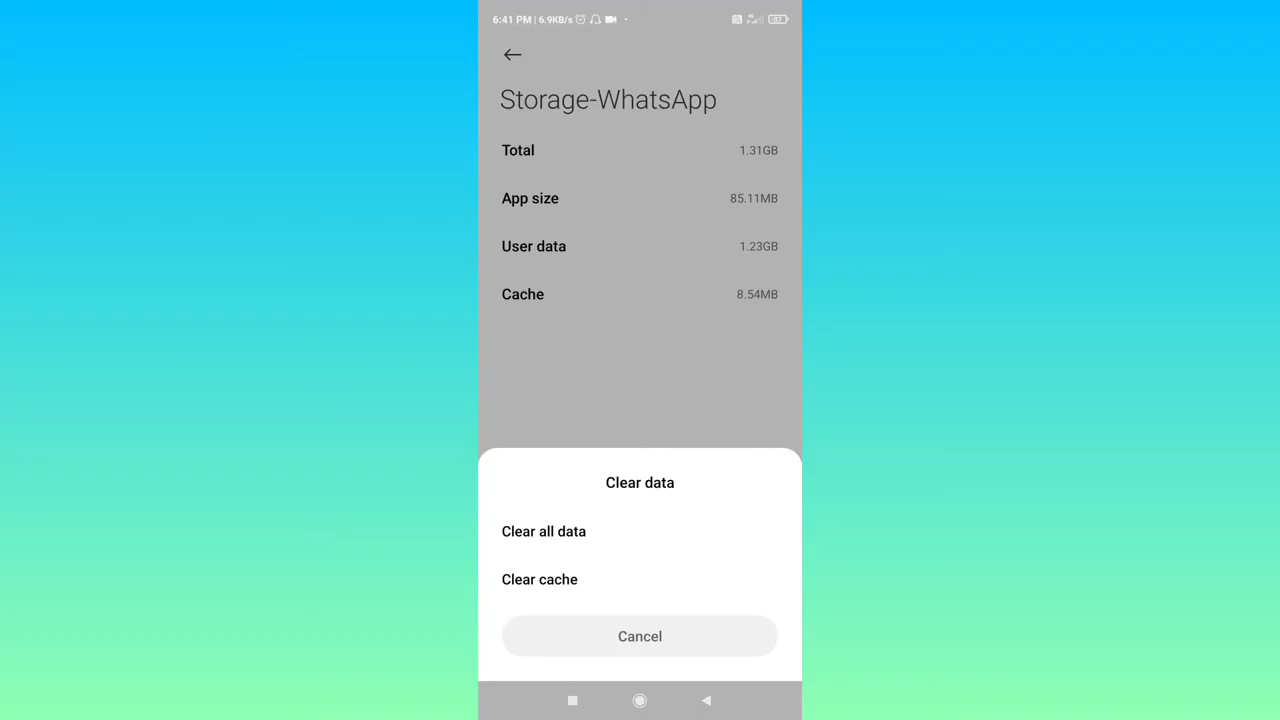 6:41 PM | 6.9KB/s
37
Storage-WhatsApp
Total 1.31GB
App size 85.11MB
User data 1.23GB
Cache 8.54MB
Clear data
Clear all data
Clear cache
Cancel